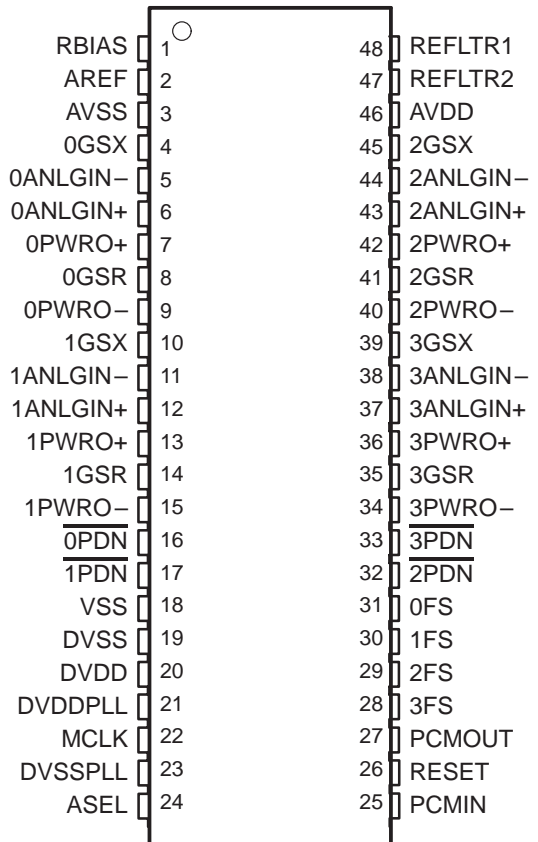 RBIAS 1 48 REFLTR1
AREF 2 47 REFLTR2
AVSS 3 46 AVDD
0GSX 4 45 2GSX
0ANLGIN– 5 44 2ANLGIN–
0ANLGIN+ 6 43 2ANLGIN+
0PWRO+ 7 42 2PWRO+
0GSR 8 41 2GSR
0PWRO– 9 40 2PWRO–
1GSX 10 39 3GSX
1ANLGIN– 11 38 3ANLGIN–
1ANLGIN+ 12 37 3ANLGIN+
1PWRO+ 13 36 3PWRO+
1GSR 14 35 3GSR
1PWRO– 15 34 3PWRO–
0PDN 16 33 3PDN
1PDN 17 32 2PDN
VSS 18 31 0FS
DVSS 19 30 1FS
DVDD 20 29 2FS
DVDDPLL 21 28 3FS
MCLK 22 27 PCMOUT
DVSSPLL 23 26 RESET
ASEL 24 25 PCMIN